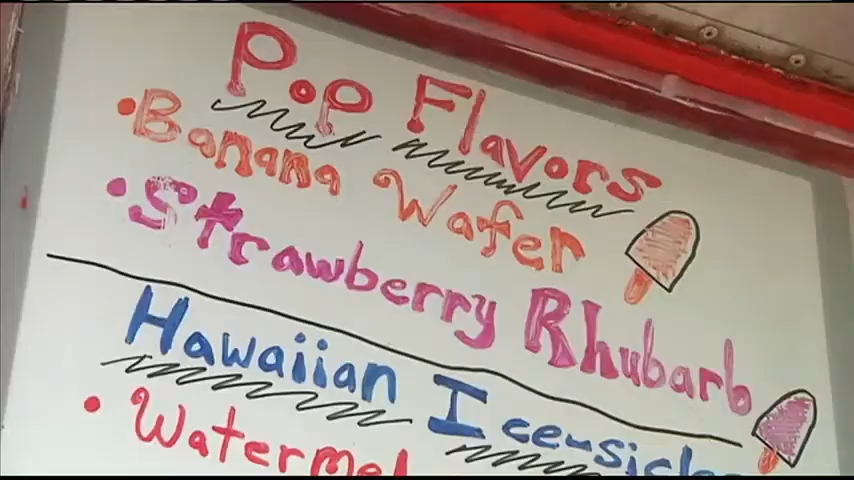 Pop Flavors
• Banana Wafer
• Strawberry Rhubarb
Hawaiian
•